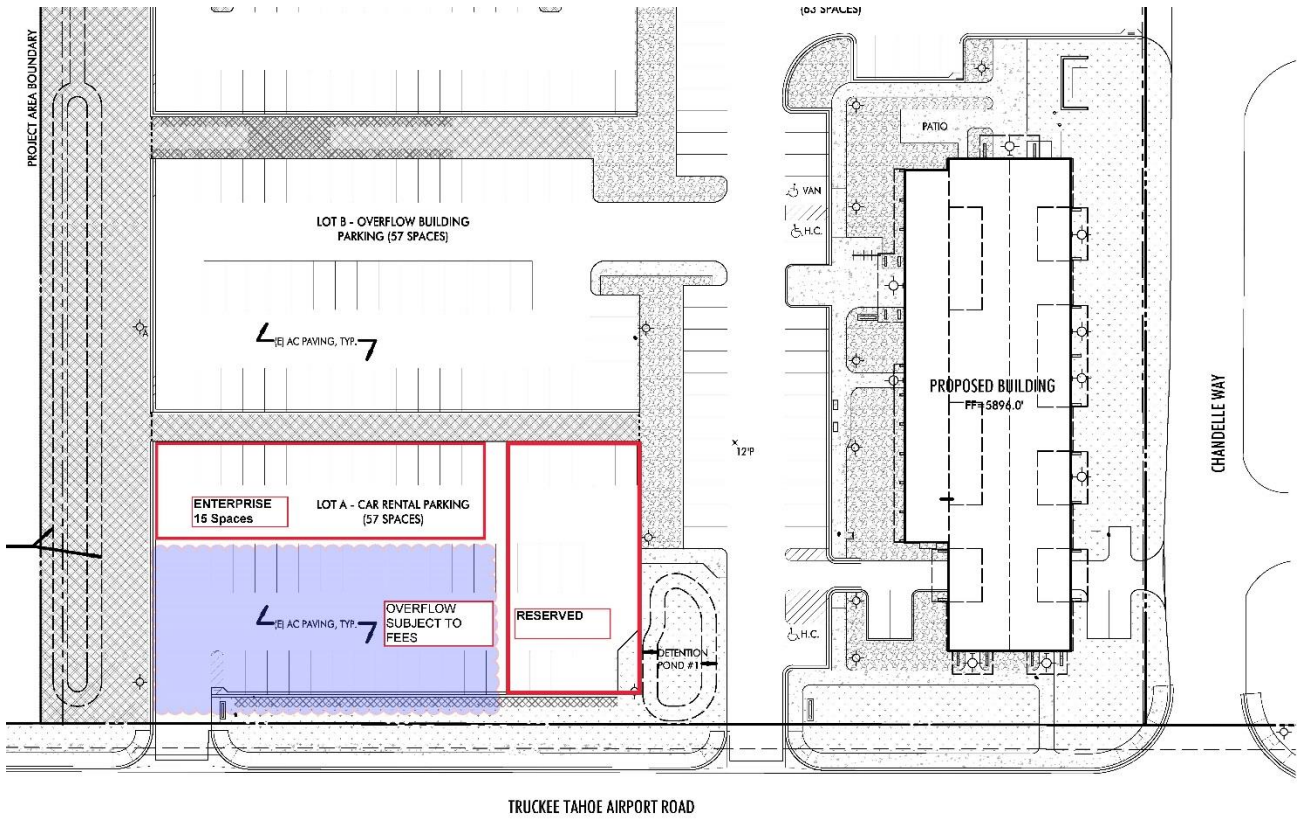 (63 SPACES)
PROJECT AREA BOUNDARY
PATIO
VAN
H.C.
LOT B - OVERFLOW BUILDING
PARKING (57 SPACES)
A
(E) AC PAVING, TYP.
PROPOSED BUILDING
FF=5896.0'
CHANDELLE WAY
12'P
ENTERPRISE
15 Spaces
LOT A - CAR RENTAL PARKING
(57 SPACES)
(E) AC PAVING, TYP.
OVERFLOW
SUBJECT TO
FEES
RESERVED
H.C.
DETENTION
POND #1
TRUCKEE TAHOE AIRPORT ROAD